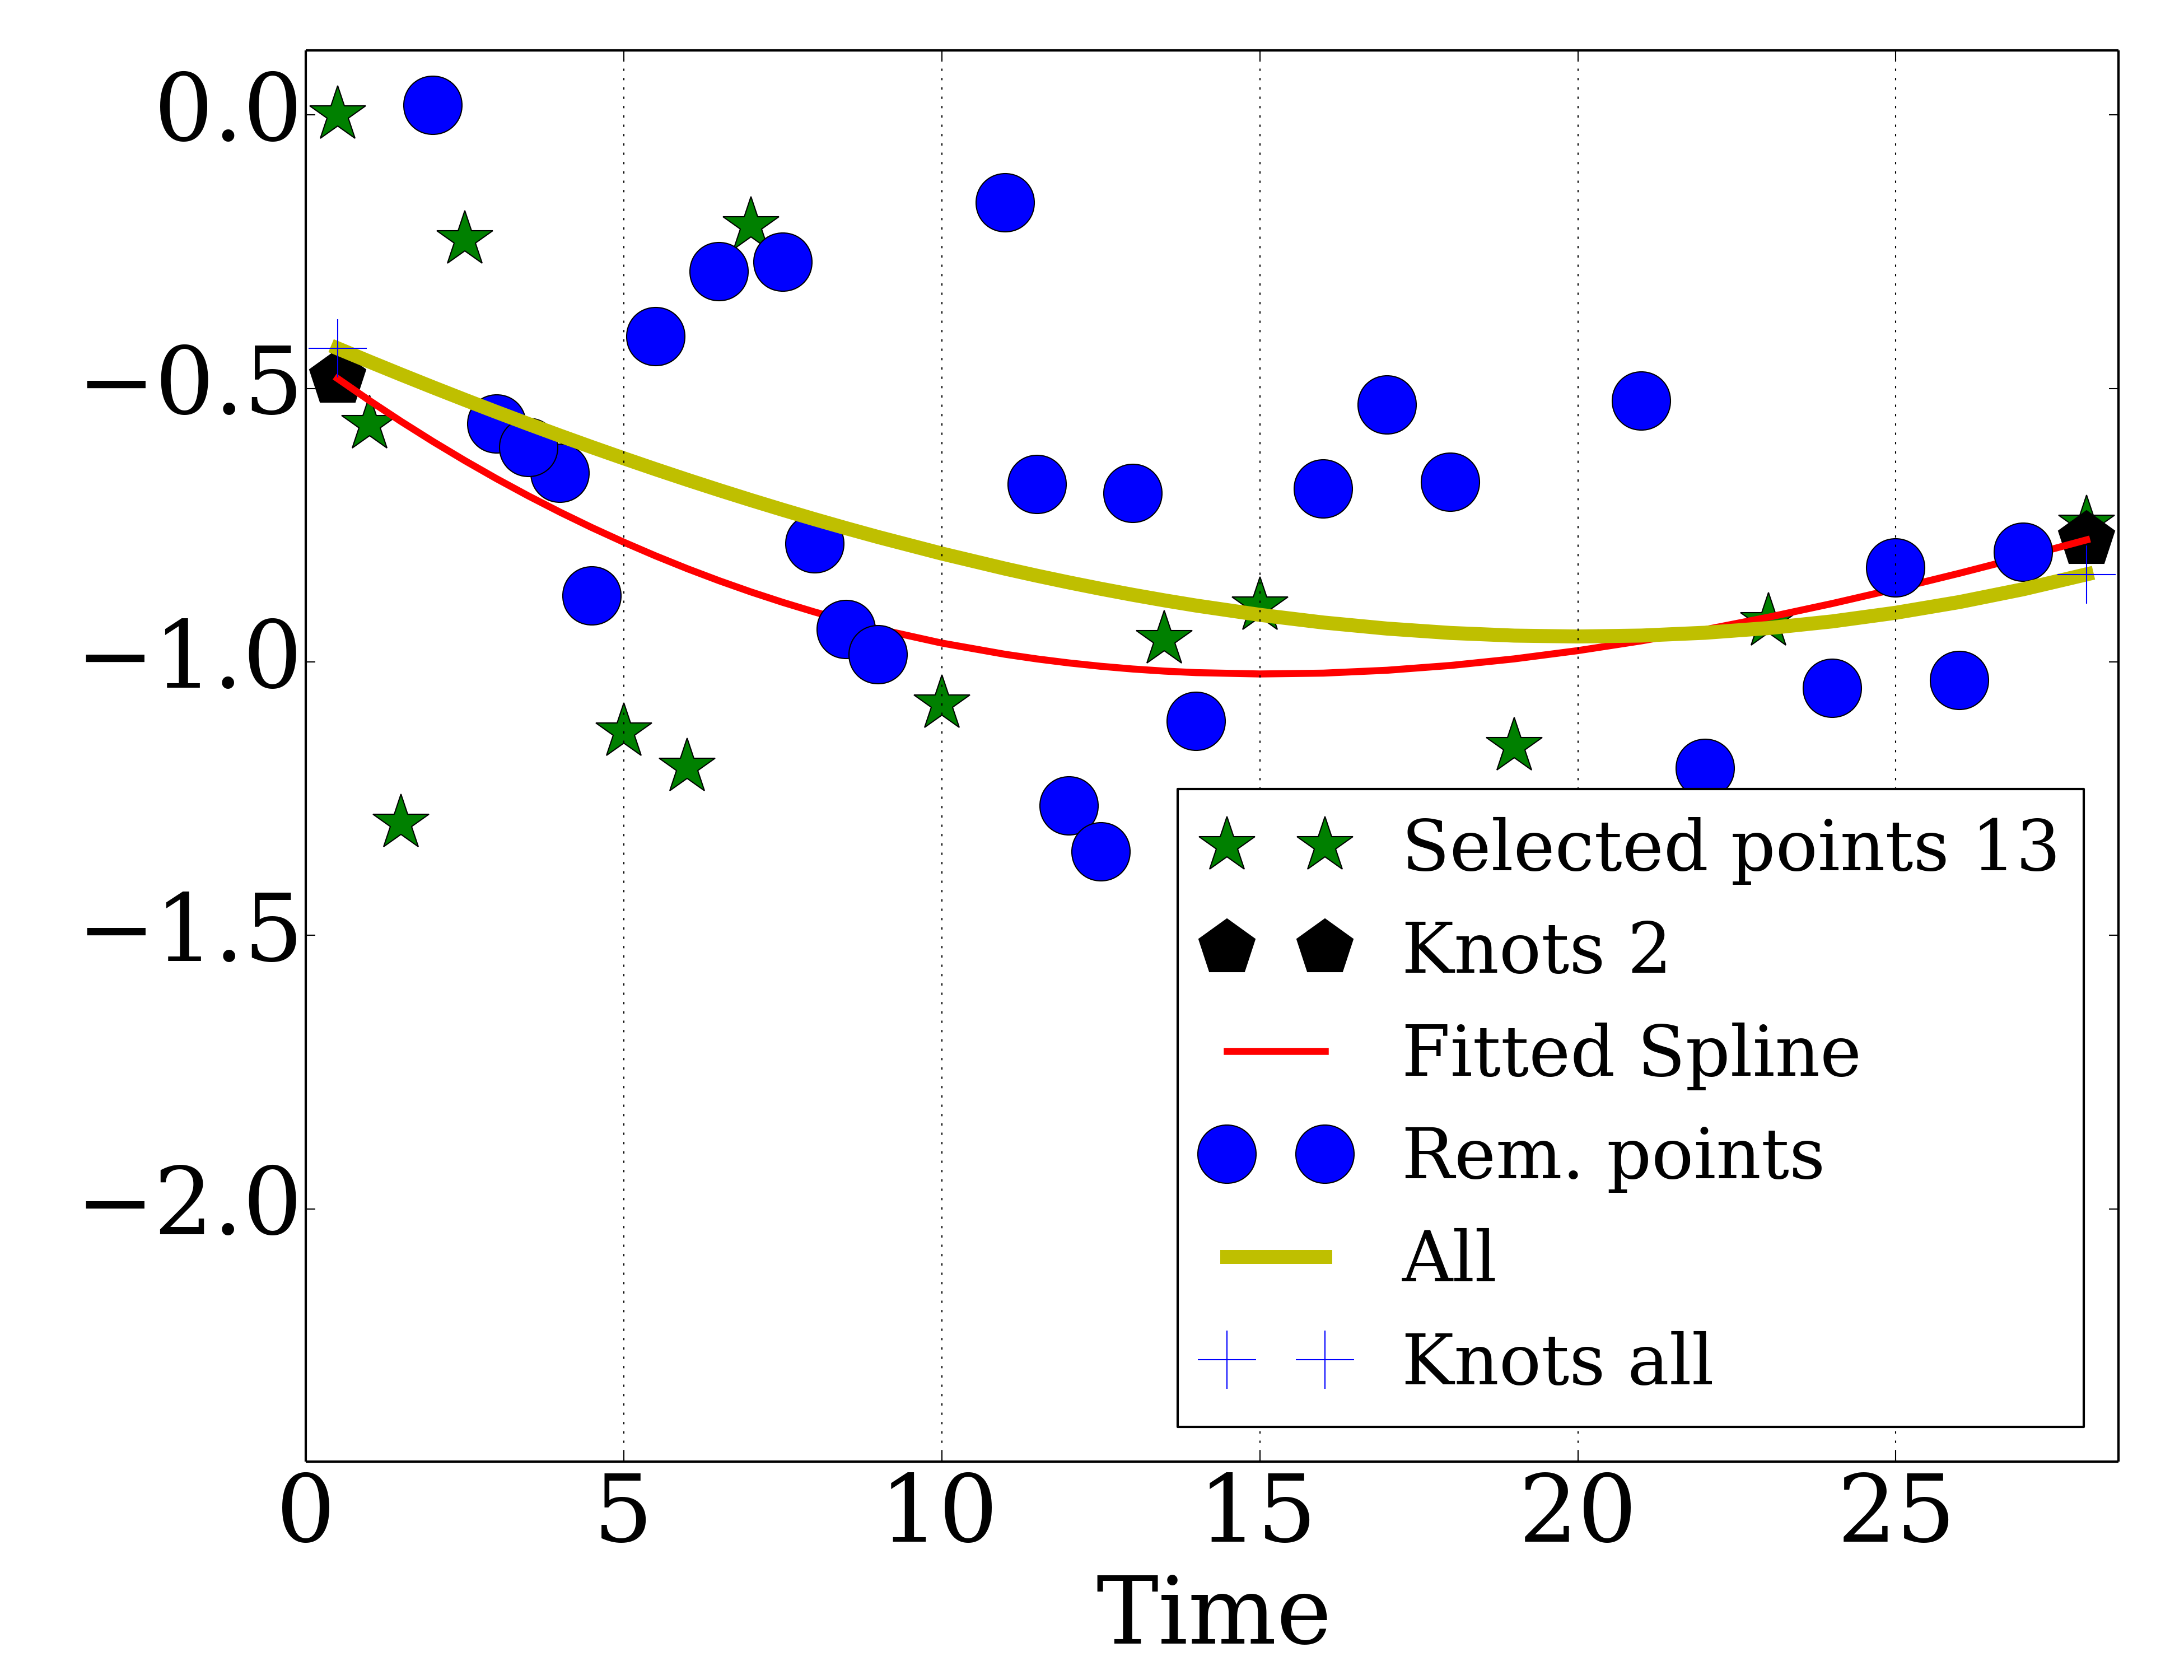 0.0
−0.5
−1.0
−1.5
−2.0
Selected points 13
Knots 2
Fitted Spline
Rem. points
All
Knots all
0 5 10 15 20 25
Time